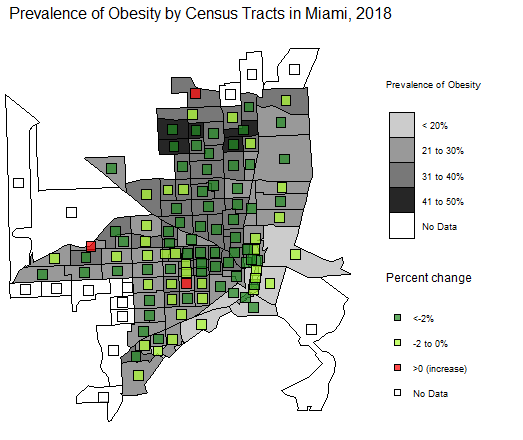 Prevalence of Obesity by Census Tracts in Miami, 2018
Prevalence of Obesity
< 20%
21 to 30%
31 to 40%
41 to 50%
No Data
Percent change
<-2%
-2 to 0%
>0 (increase)
No Data